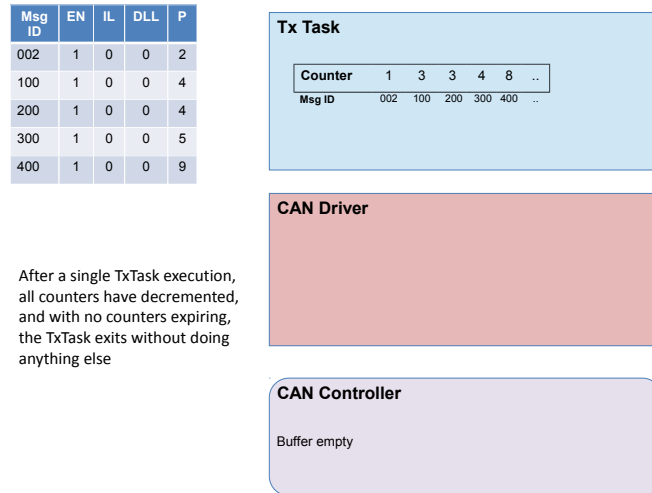 Msg ID EN IL DLL P
002 1 0 0 2
100 1 0 0 4
200 1 0 0 4
300 1 0 0 5
400 1 0 0 9
After a single TxTask execution,
all counters have decremented,
and with no counters expiring,
the TxTask exits without doing
anything else
Tx Task
Counter 1 3 3 4 8 ..
Msg ID 002 100 200 300 400 ..
CAN Driver
CAN Controller
Buffer empty